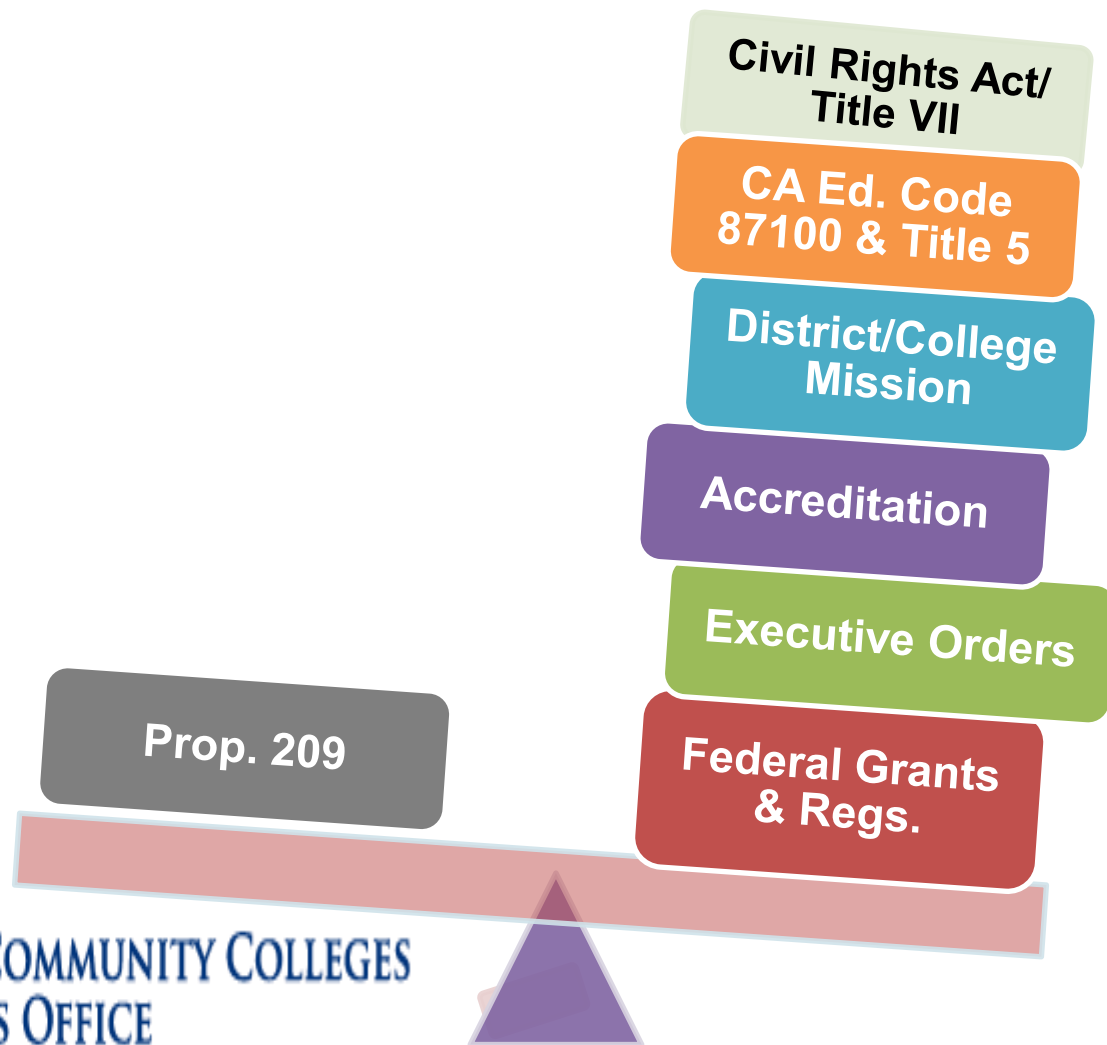 Civil Rights Act/
Title VII
CA Ed. Code
87100 & Title 5
District/College
Mission
Accreditation
Executive Orders
Prop. 209
Federal Grants
& Regs.
COMMUNITY COLLEGES
OFFICE